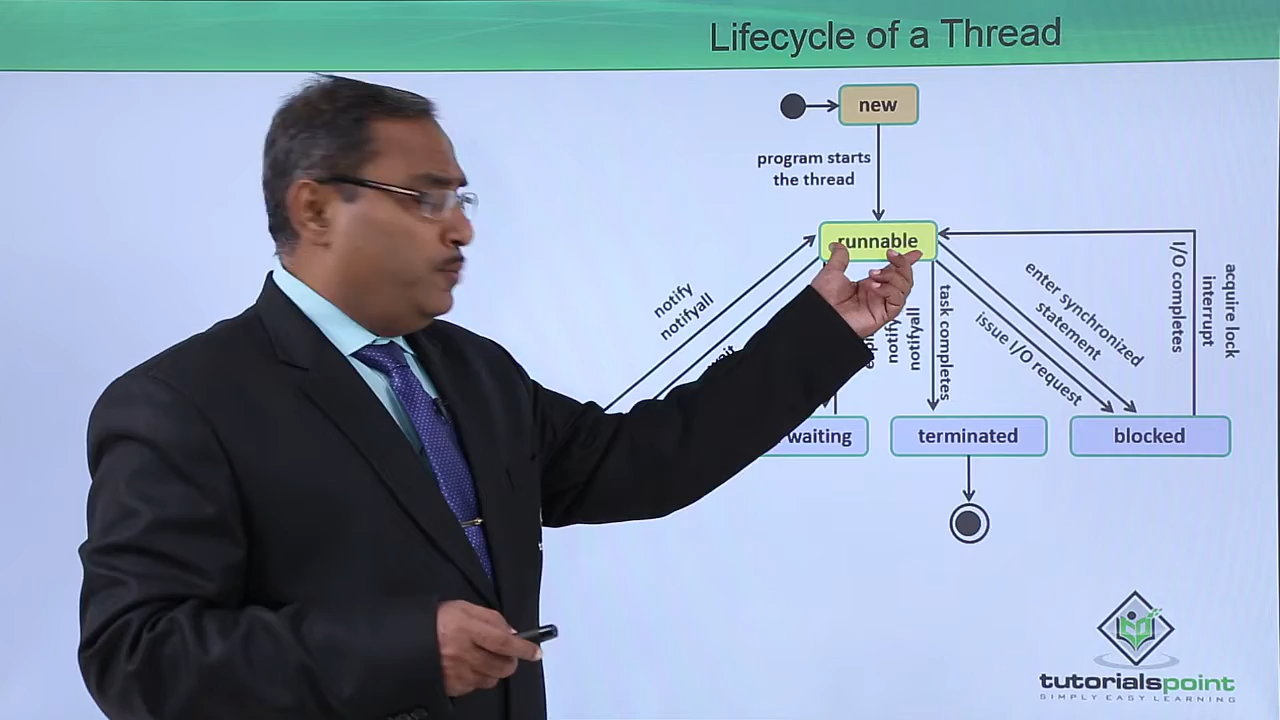 Lifecycle of a Thread
new
program starts
the thread
runnable
notify
notifyall
notify
notifyall
task completes
issue I/O request
enter synchronized
statement
I/O completes
acquire lock
interrupt
waiting
terminated
blocked
tutorialspoint
SIMPLY EASY LEARNING